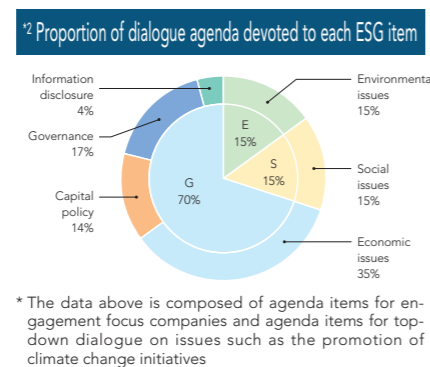 *2 Proportion of dialogue agenda devoted to each ESG item
Information
disclosure
4%
Governance
17%
Capital
policy
14%
E
15%
S
15%
G
70%
Environmenta
issues
15%
Social
issues
15%
Economic
issues
35%
* The data above is composed of agenda items for en-
gagement focus companies and agenda items for top-
down dialogue on issues such as the promotion of
climate change initiatives